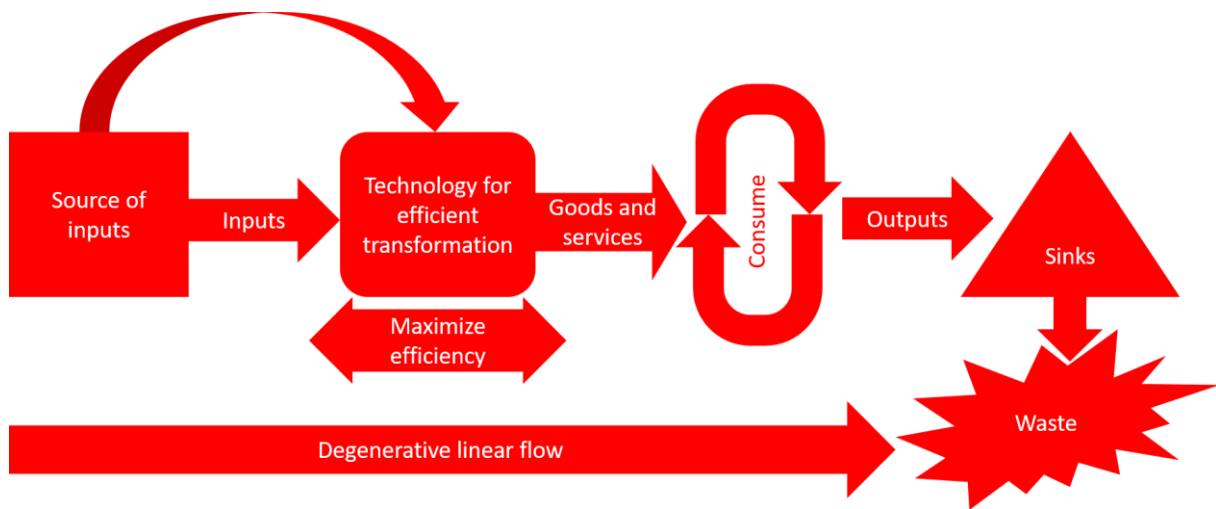 Source of
inputs
Inputs
Technology for
efficient
transformation
Goods and
services
Consume
Outputs
Sinks
Maximize
efficiency
Waste
Degenerative linear flow